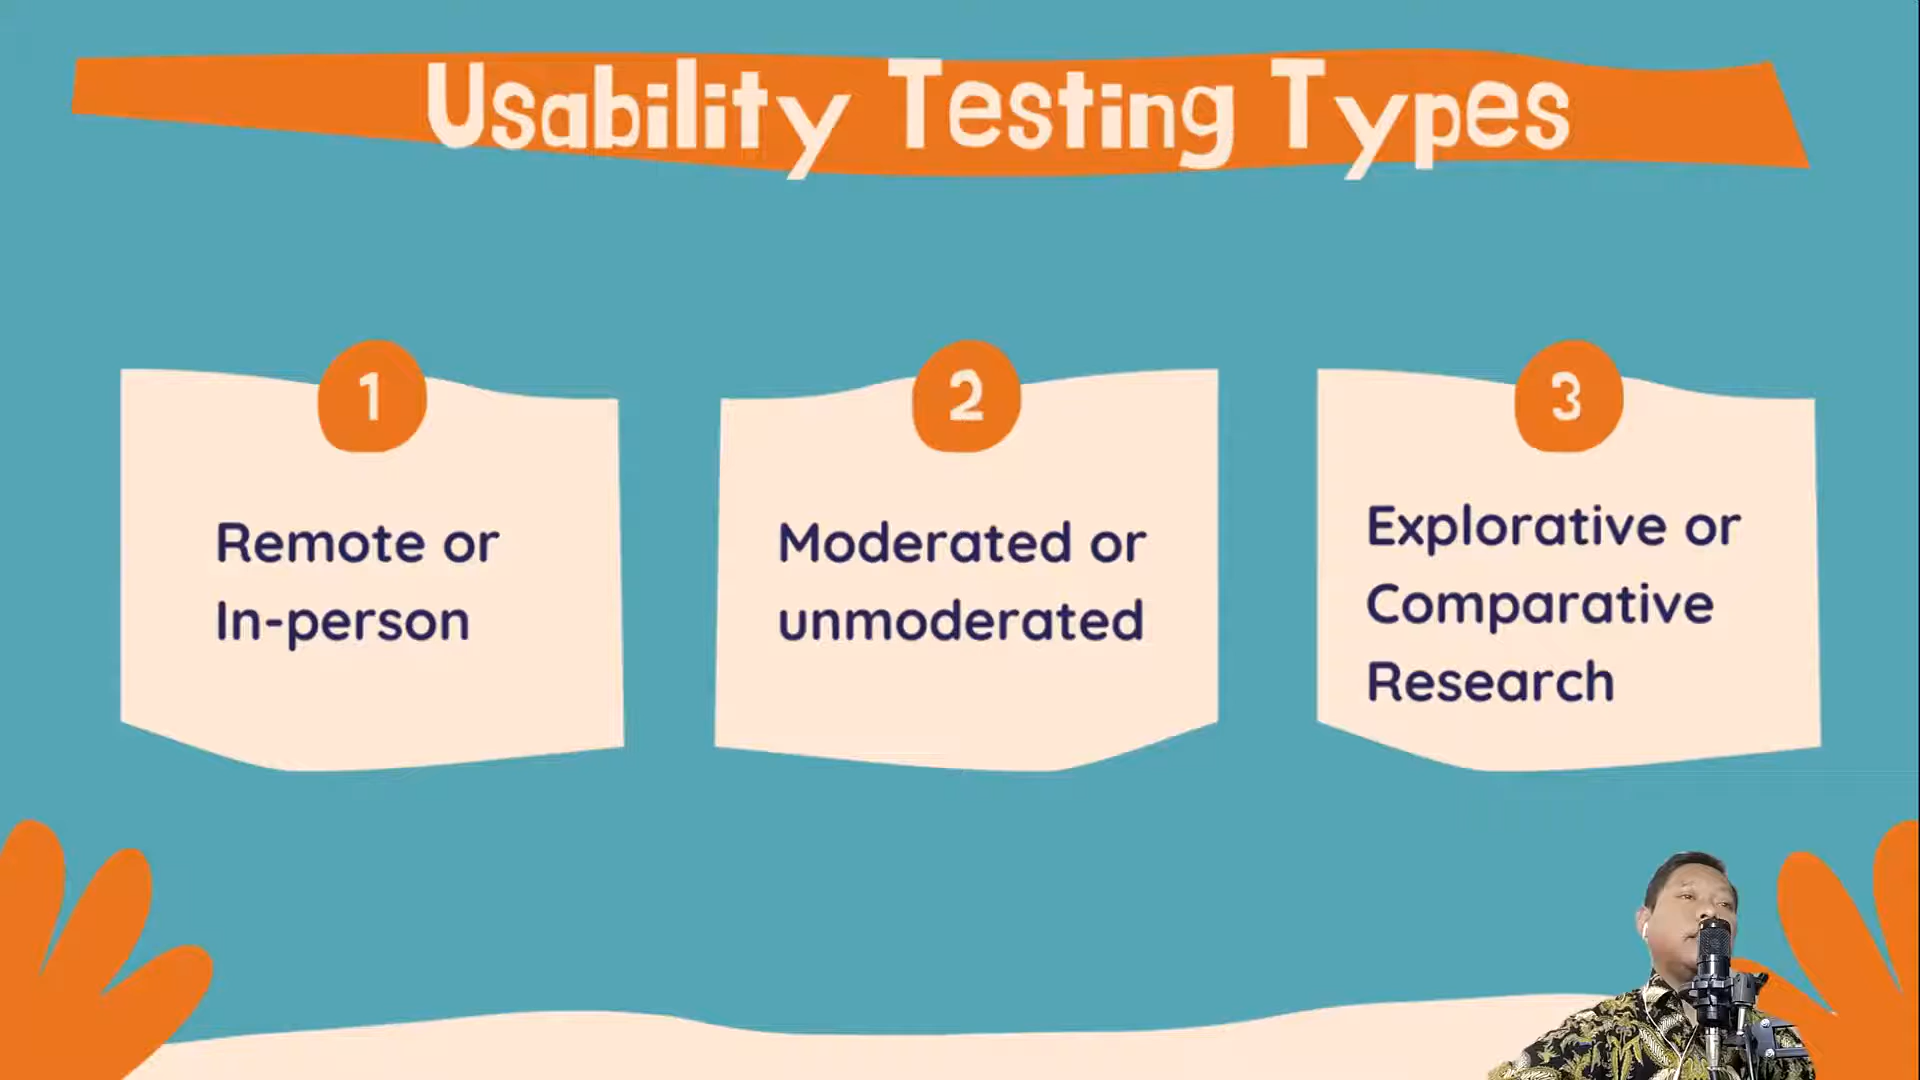 Usability Testing Types
1
Remote or
In-person
2
Moderated or
unmoderated
3
Explorative or
Comparative
Research